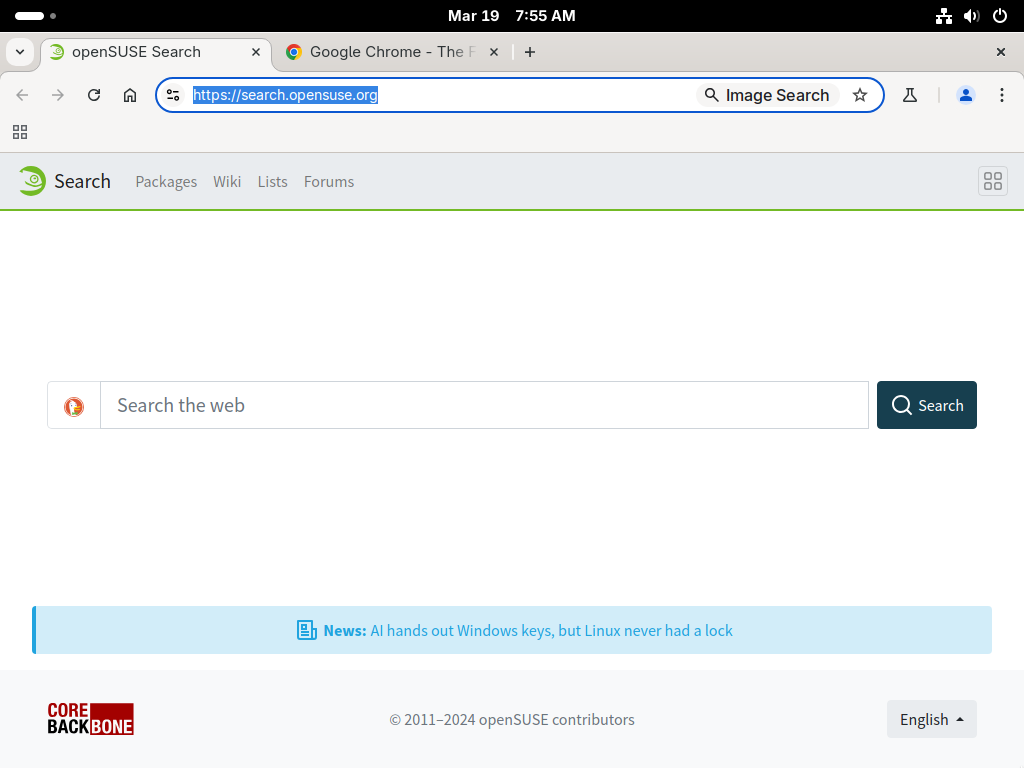 Mar 19 7:55 AM
openSUSE Search
Google Chrome - The F
https://search.opensuse.org
Image Search
Search
Packages
Wiki
Lists
Forums
Search the web
Search
News: AI hands out Windows keys, but Linux never had a lock
CORE
BACKBONE
© 2011–2024 openSUSE contributors
English